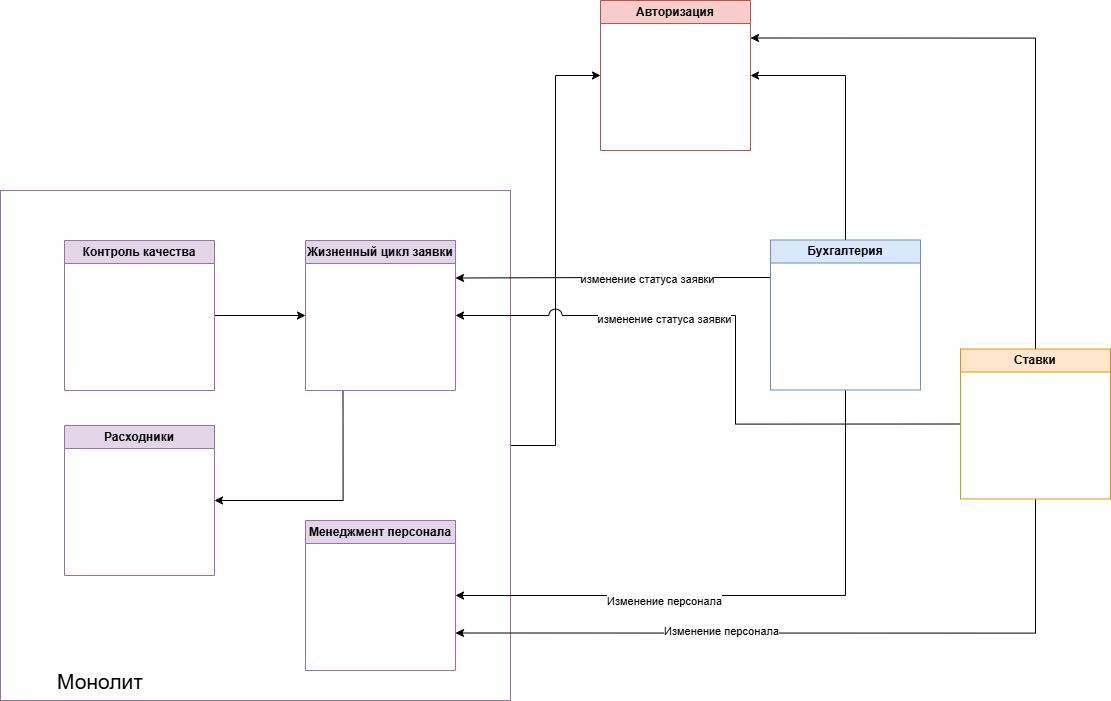 Авторизация
Контроль качества
Жизненный цикл заявки
Бухгалтерия
изменение статуса заявки
изменение статуса заявки
Ставки
Расходники
Менеджмент персонала
Изменение персонала
Изменение персонала
Монолит